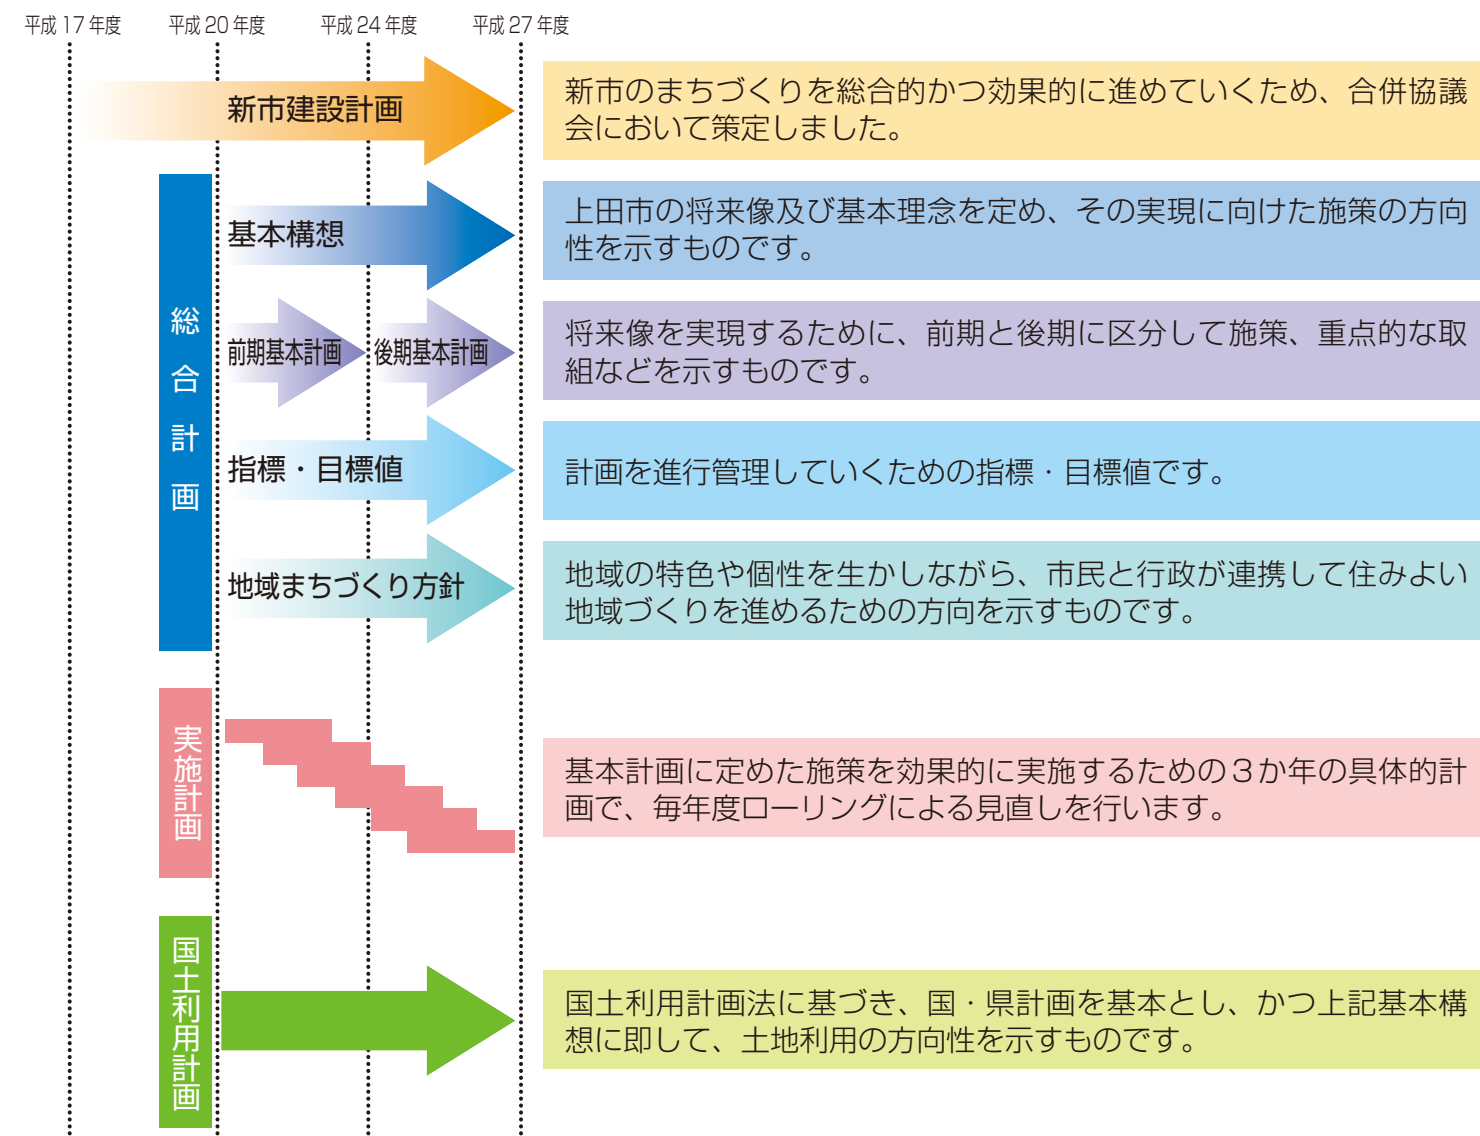 平成 17 年度
平成 20 年度
平成 24 年度
平成 27 年度
新市建設計画
新市のまちづくりを総合的かつ効果的に進めていくため、合併協議
会において策定しました。
総合計画
基本構想
上田市の将来像及び基本理念を定め、その実現に向けた施策の方向
性を示すものです。
前期基本計画
後期基本計画
将来像を実現するために、前期と後期に区分して施策、重点的な取
組などを示すものです。
指標・目標値
計画を進行管理していくための指標・目標値です。
地域まちづくり方針
地域の特色や個性を生かしながら、市民と行政が連携して住みよい
地域づくりを進めるための方向を示すものです。
実施計画
基本計画に定めた施策を効果的に実施するための３か年の具体的計
画で、毎年度ローリングによる見直しを行います。
国土利用計画
国土利用計画法に基づき、国・県計画を基本とし、かつ上記基本構
想に即して、土地利用の方向性を示すものです。